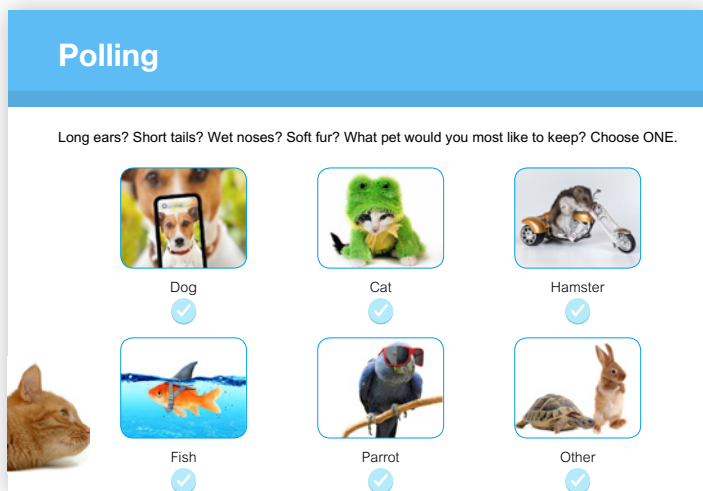 Polling
Long ears? Short tails? Wet noses? Soft fur? What pet would you most like to keep? Choose ONE.
Dog
Cat
Hamster
Fish
Parrot
Other